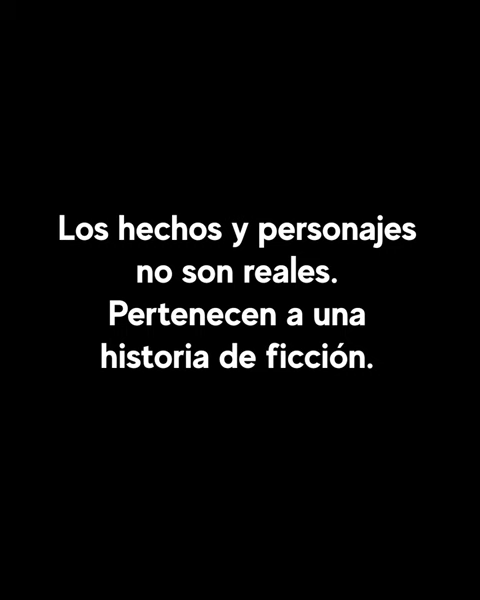 Los hechos y personajes
no son reales.
Pertenecen a una
historia de ficción.